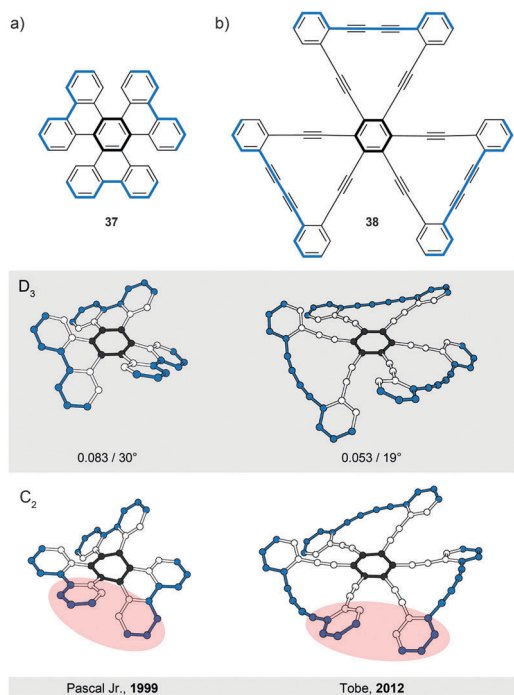 a)
b)
37
38
D3
0.083 / 30°
0.053 / 19°
C2
Pascal Jr., 1999
Tobe, 2012